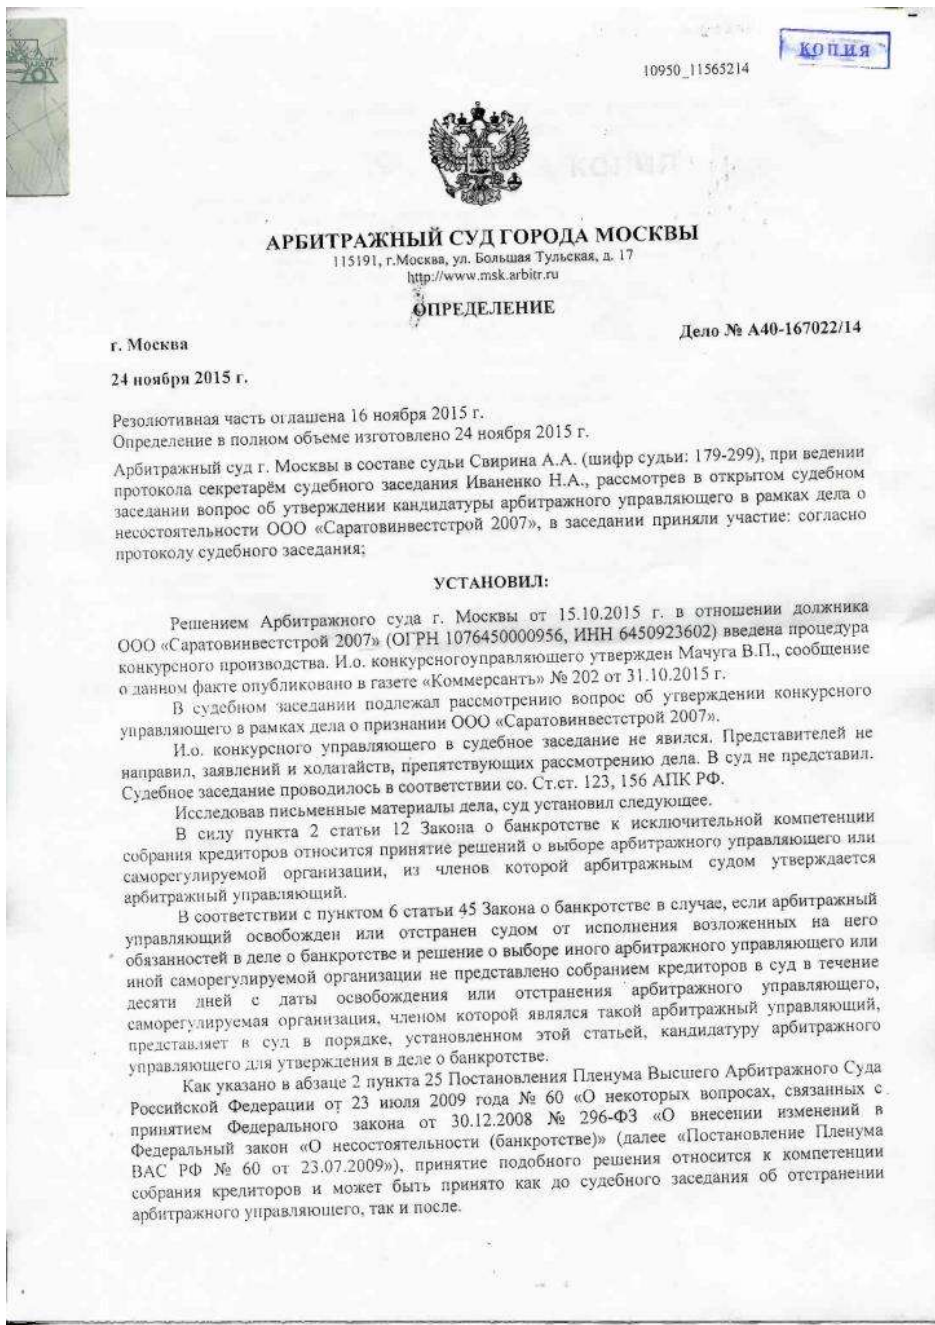 КОПИЯ
10950_11565214
АРБИТРАЖНЫЙ СУД ГОРОДА МОСКВЫ
115191, г.Москва, ул. Большая Тульская, д. 17
http://www.msk.arbitr.ru
ОПРЕДЕЛЕНИЕ
Дело № А40-167022/14
г. Москва
24 ноября 2015 г.
Резолютивная часть оглашена 16 ноября 2015 г.
Определение в полном объеме изготовлено 24 ноября 2015 г.
Арбитражный суд г. Москвы в составе судьи Свирина А.А. (шифр судьи: 179-299), при ведении
протокола секретарём судебного заседания Иваненко Н.А., рассмотрев в открытом судебном
заседании вопрос об утверждении кандидатуры арбитражного управляющего в рамках дела о
несостоятельности ООО «Саратовинвестстрой 2007», в заседании приняли участие: согласно
протоколу судебного заседания;
УСТАНОВИЛ:
Решением Арбитражного суда г. Москвы от 15.10.2015 г. в отношении должника
ООО «Саратовинвестстрой 2007» (ОГРН 1076450000956, ИНН 6450923602) введена процедура
конкурсного производства. И.о. конкурсногоуправляющего утвержден Мачуга В.П., сообщение
о данном факте опубликовано в газете «Коммерсантъ» № 202 от 31.10.2015 г.
В судебном заседании подлежал рассмотрению вопрос об утверждении конкурсного
управляющего в рамках дела о признании ООО «Саратовинвестстрой 2007».
И.о. конкурсного управляющего в судебное заседание не явился. Представителей не
направил, заявлений и ходатайств, препятствующих рассмотрению дела. В суд не представил.
Судебное заседание проводилось в соответствии со. Ст.ст. 123, 156 АПК РФ.
Исследовав письменные материалы дела, суд установил следующее.
В силу пункта 2 статьи 12 Закона о банкротстве к исключительной компетенции
собрания кредиторов относится принятие решений о выборе арбитражного управляющего или
саморегулируемой организации, из членов которой арбитражным судом утверждается
арбитражный управляющий.
В соответствии с пунктом 6 статьи 45 Закона о банкротстве в случае, если арбитражный
управляющий освобожден или отстранен судом от исполнения возложенных на него
обязанностей в деле о банкротстве и решение о выборе иного арбитражного управляющего или
иной саморегулируемой организации не представлено собранием кредиторов в суд в течение
десяти дней с даты освобождения или отстранения арбитражного управляющего,
саморегулируемая организация, членом которой являлся такой арбитражный управляющий,
представляет в суд в порядке, установленном этой статьей, кандидатуру арбитражного
управляющего для утверждения в деле о банкротстве.
Как указано в абзаце 2 пункта 25 Постановления Пленума Высшего Арбитражного Суда
Российской Федерации от 23 июля 2009 года № 60 «О некоторых вопросах, связанных с
принятием Федерального закона от 30.12.2008 № 296-ФЗ «О внесении изменений в
Федеральный закон «О несостоятельности (банкротстве)» (далее «Постановление Пленума
ВАС РФ № 60 от 23.07.2009»), принятие подобного решения относится к компетенции
собрания кредиторов и может быть принято как до судебного заседания об отстранении
арбитражного управляющего, так и после.